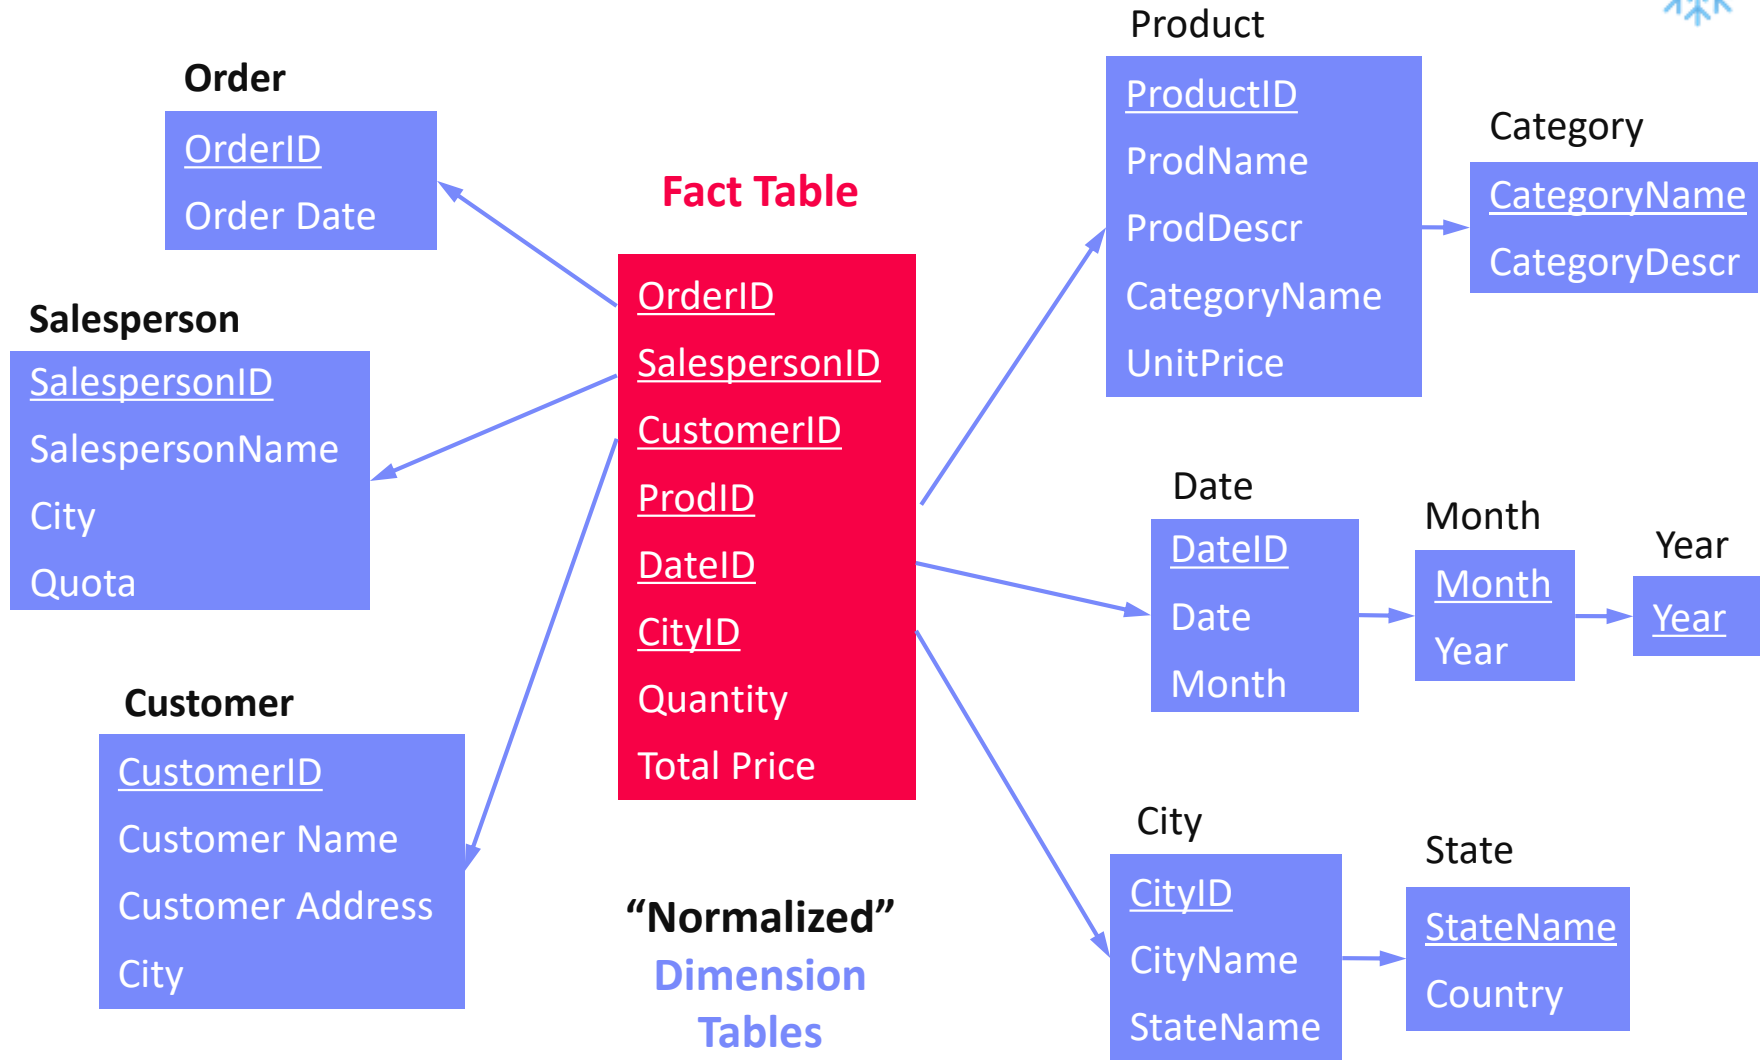 Order
OrderID
Order Date
Salesperson
SalespersonID
SalespersonName
City
Quota
Customer
CustomerID
Customer Name
Customer Address
City
Fact Table
OrderID
SalespersonID
CustomerID
ProdID
DateID
CityID
Quantity
Total Price
“Normalized”
Dimension
Tables
Product
ProductID
ProdName
ProdDescr
CategoryName
UnitPrice
Category
CategoryName
CategoryDescr
Date
DateID
Date
Month
Month
Month
Year
Year
Year
City
CityID
CityName
StateName
State
StateName
Country